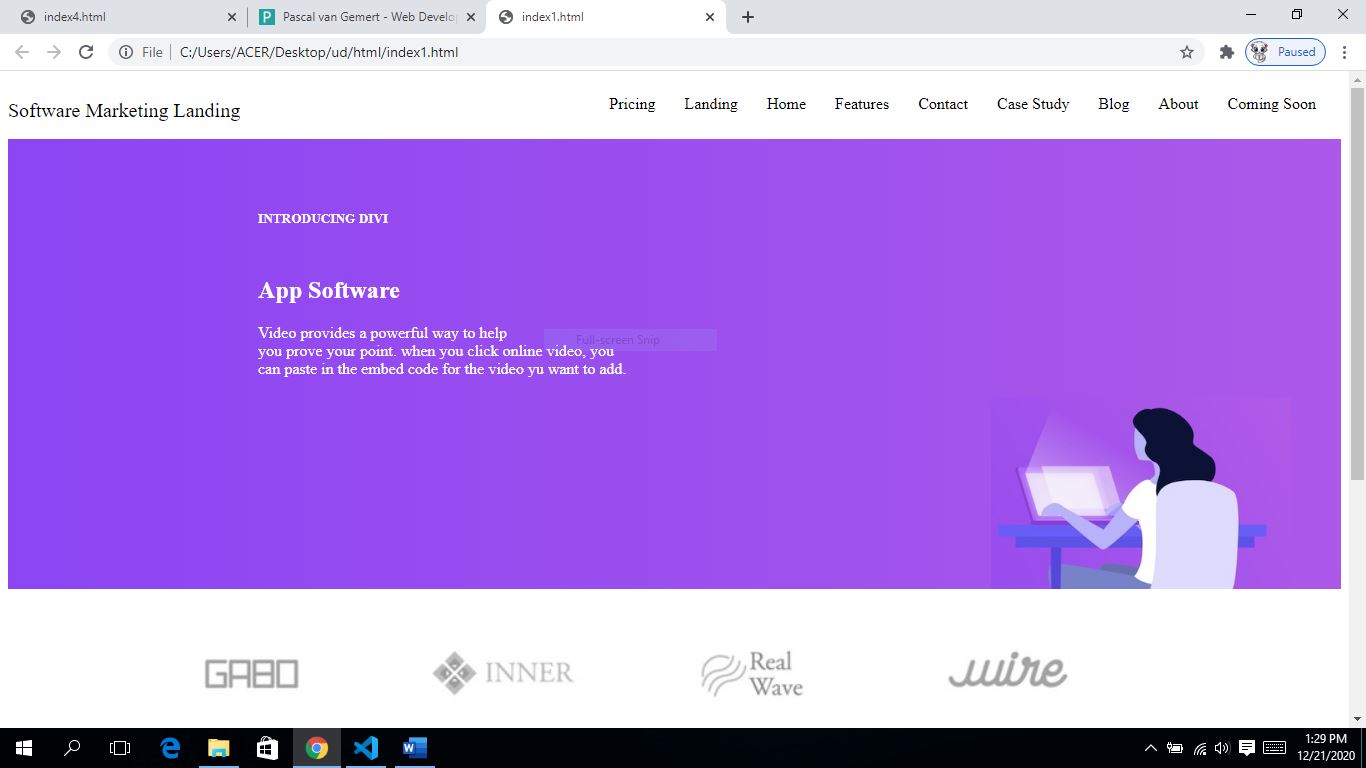 index4.html
Pascal van Gemert - Web Develo
index1.html
File
C:/Users/ACER/Desktop/ud/html/index1.html
Paused
Software Marketing Landing
Pricing Landing Home Features Contact Case Study Blog About Coming Soon
INTRODUCING DIVI
App Software
Video provides a powerful way to help
Full-screen Snip
you prove your point. when you click online video, you
can paste in the embed code for the video yu want to add.
GABO
INNER
Real
Wave
wire
1:29 PM
12/21/2020